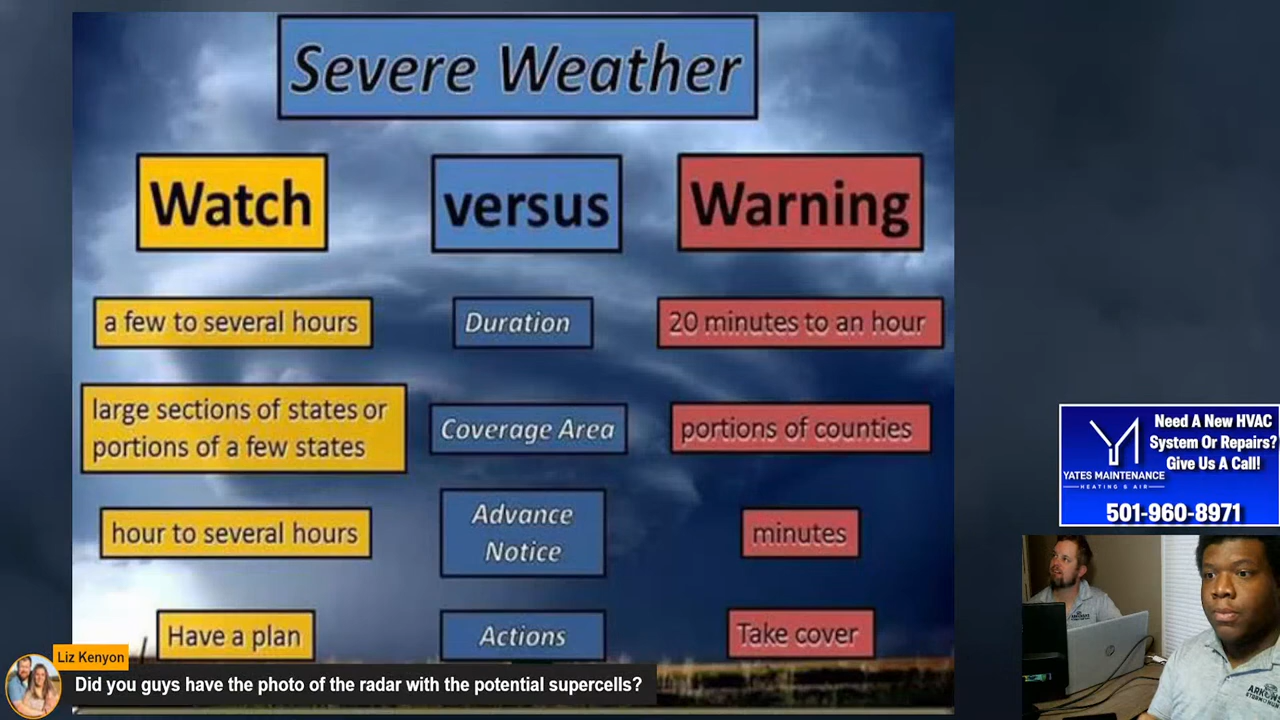 Severe Weather
Watch
versus
Warning
a few to several hours
Duration
20 minutes to an hour
large sections of states or
portions of a few states
Coverage Area
portions of counties
hour to several hours
Advance
Notice
minutes
Have a plan
Actions
Take cover
Need A New HVAC
System Or Repairs?
Give Us A Call!
YATES MAINTENANCE
HEATING & AIR
501-960-8971
Liz Kenyon
Did you guys have the photo of the radar with the potential supercells?